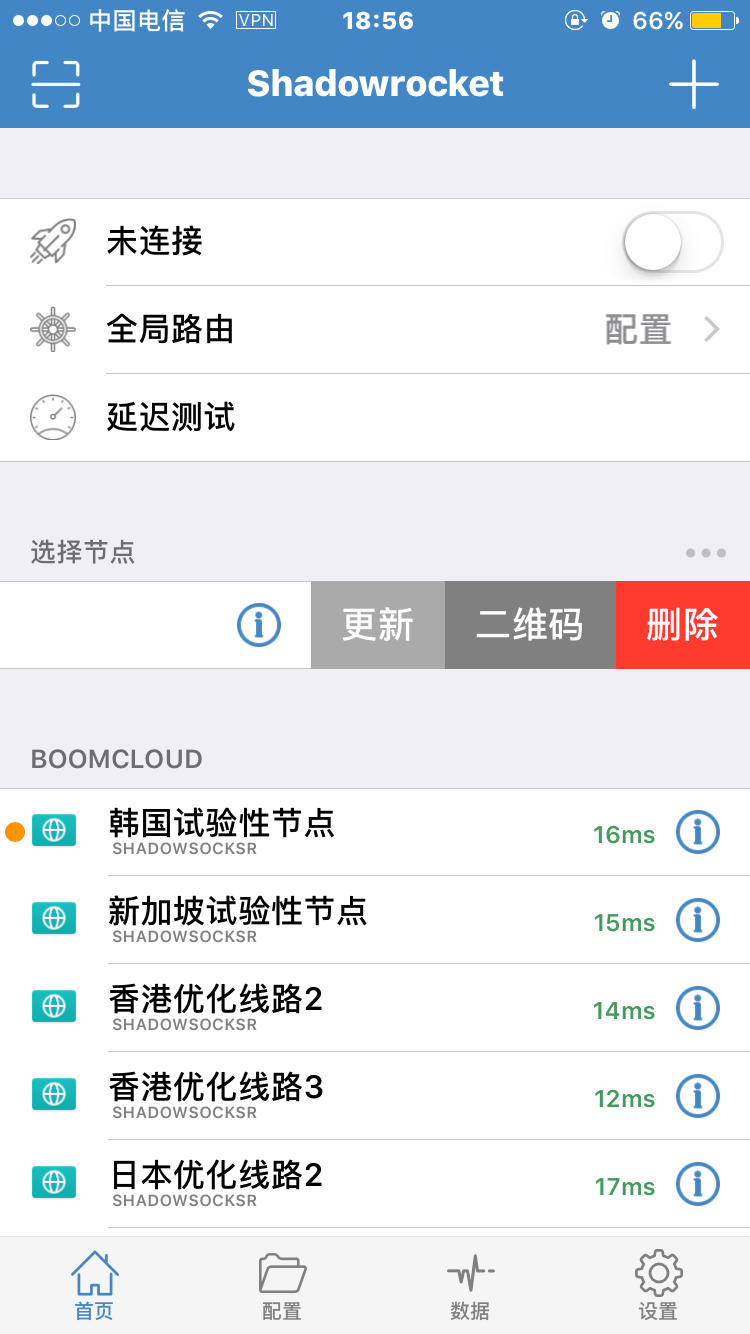 中国电信 VPN 18:56 66%
Shadowrocket
未连接
全局路由 配置
延迟测试
选择节点
更新 二维码 删除
BOOMCLOUD
韩国试验性节点 16ms
SHADOWSOCKSR
新加坡试验性节点 15ms
SHADOWSOCKSR
香港优化线路2 14ms
SHADOWSOCKSR
香港优化线路3 12ms
SHADOWSOCKSR
日本优化线路2 17ms
SHADOWSOCKSR
首页 配置 数据 设置